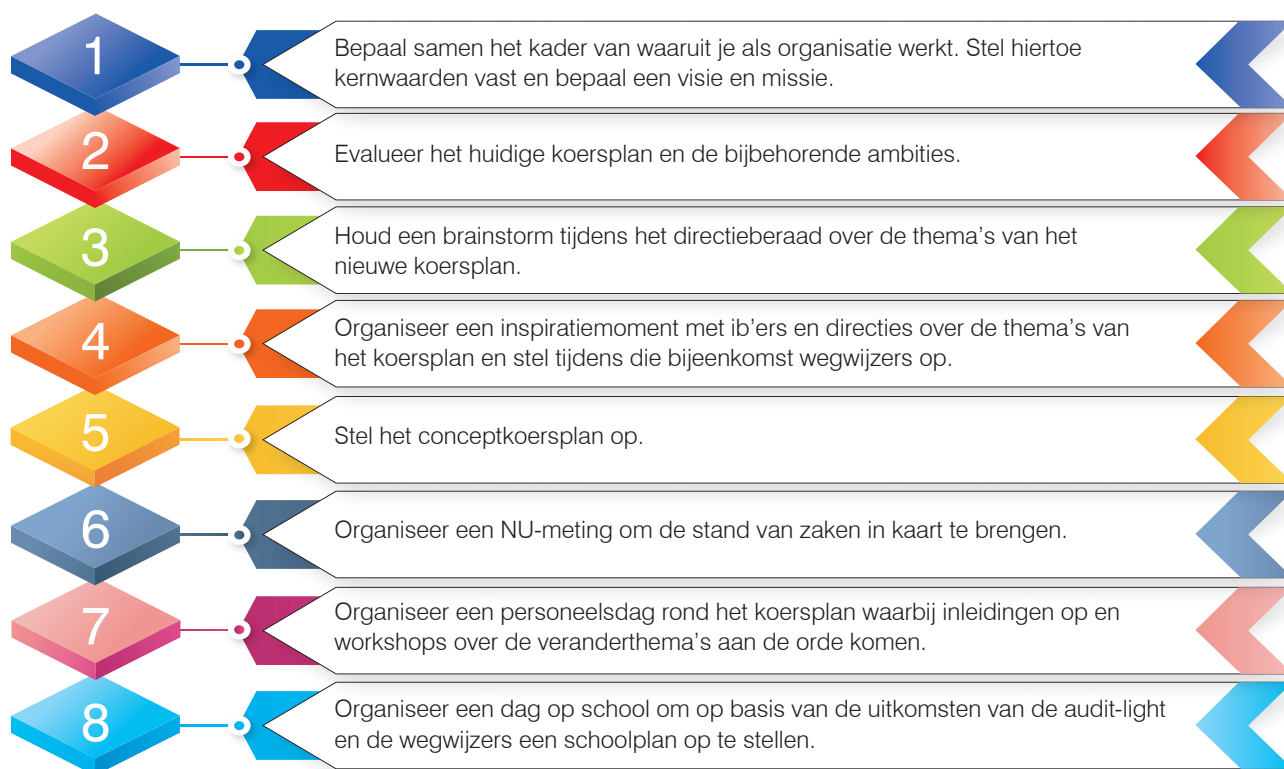 1
Bepaal samen het kader van waaruit je als organisatie werkt. Stel hiertoe
kernwaarden vast en bepaal een visie en missie.
2
Evalueer het huidige koersplan en de bijbehorende ambities.
3
Houd een brainstorm tijdens het directieberaad over de thema's van het
nieuwe koersplan.
4
Organiseer een inspiratiemoment met ib'ers en directies over de thema's van
het koersplan en stel tijdens die bijeenkomst wegwijzers op.
5
Stel het conceptkoersplan op.
6
Organiseer een NU-meting om de stand van zaken in kaart te brengen.
7
Organiseer een personeelsdag rond het koersplan waarbij inleidingen op en
workshops over de veranderthema's aan de orde komen.
8
Organiseer een dag op school om op basis van de uitkomsten van de audit-light
en de wegwijzers een schoolplan op te stellen.